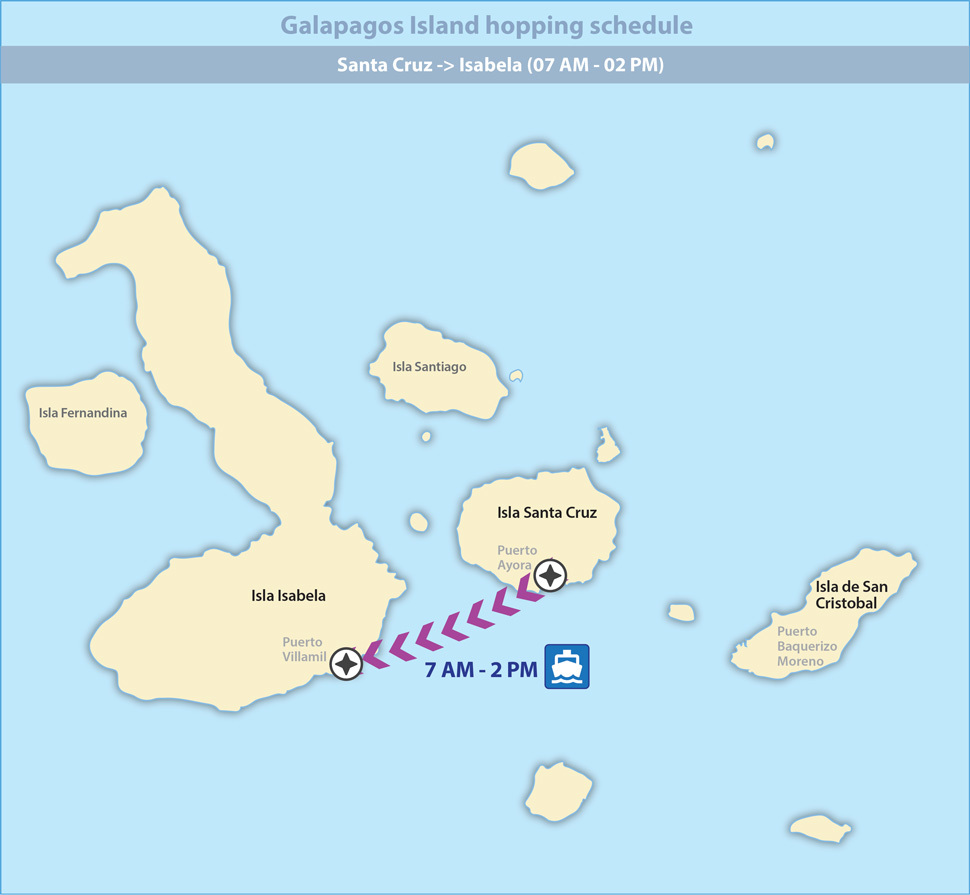 Galapagos Island hopping schedule
Santa Cruz -> Isabela (07 AM - 02 PM)
Isla Santiago
Isla Fernandina
Isla Santa Cruz
Puerto
Ayora
Isla Isabela
Isla de San
Cristobal
Puerto
Villamil
Puerto
Baquerizo
Moreno
7 AM - 2 PM